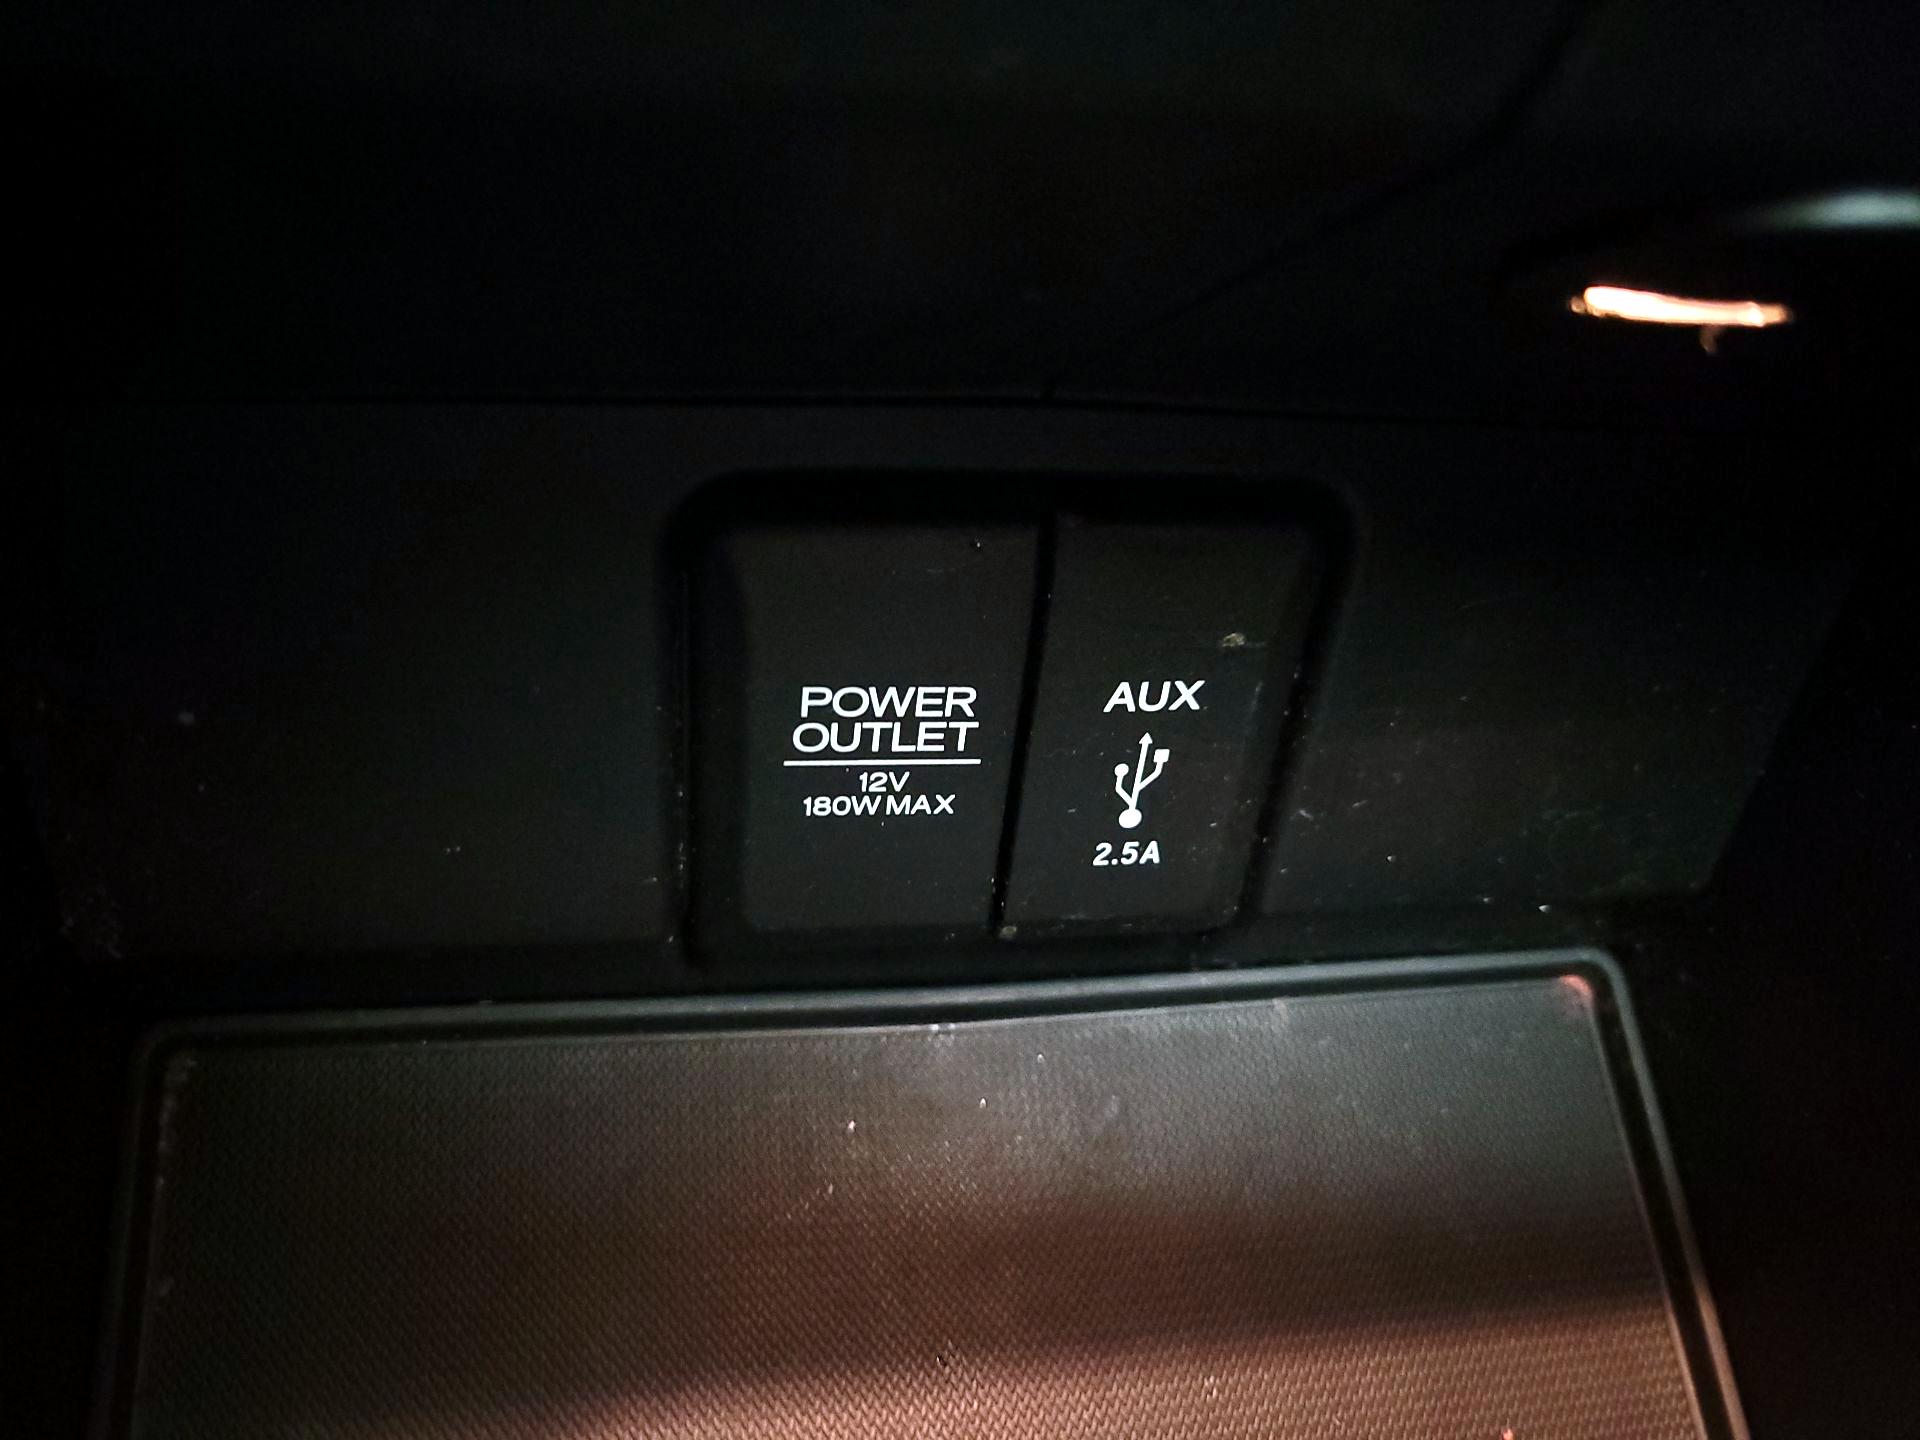 POWER
OUTLET
12V
180W MAX
AUX
2.5A